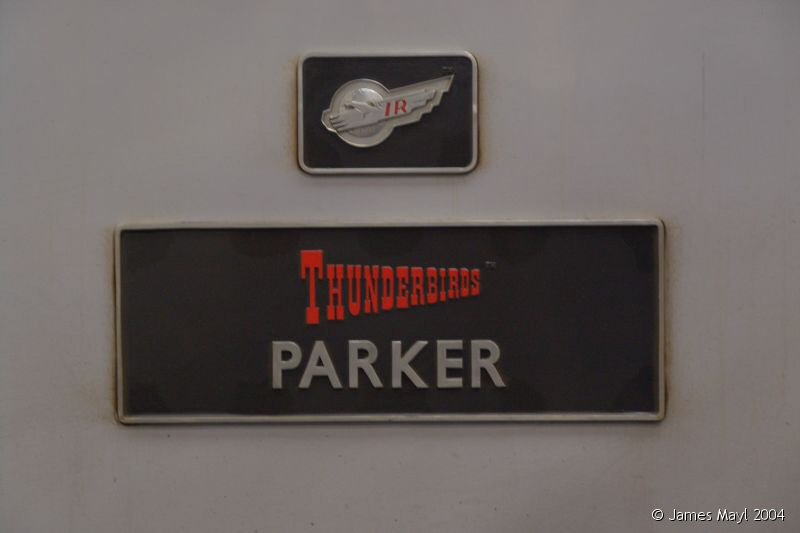 IR
THUNDERBIRDS™
PARKER
© James Mayl 2004